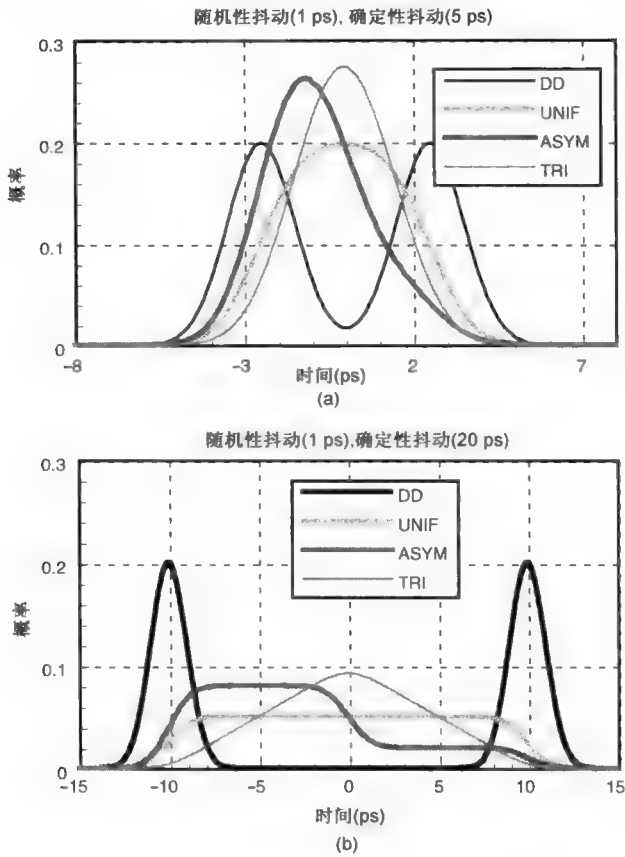 随机性抖动(1 ps), 确定性抖动(5 ps)
0.3
DD
UNIF
0.2
ASYM
TRI
概率
0.1
0
-8
-3
2
7
时间(ps)
(a)
随机性抖动(1 ps),确定性抖动(20 ps)
0.3
DD
UNIF
0.2
ASYM
TRI
概率
0.1
0
-15
-10
-5
0
5
10
15
时间(ps)
(b)